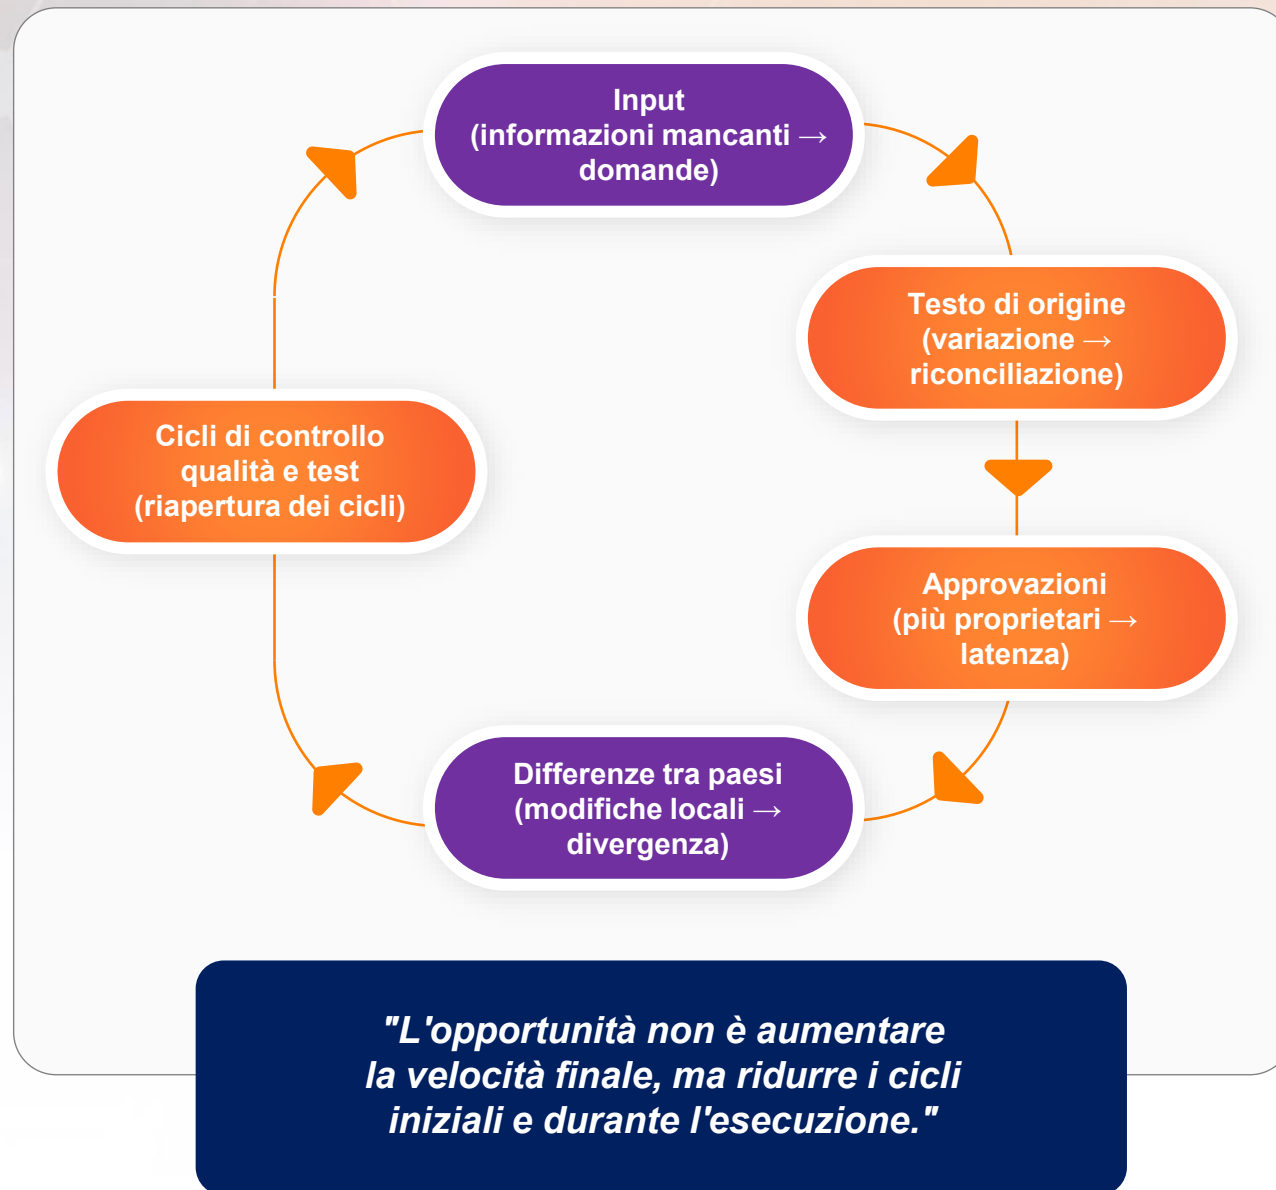 Input
(informazioni mancanti →
domande)
Testo di origine
(variazione →
riconciliazione)
Approvazioni
(più proprietari →
latenza)
Differenze tra paesi
(modifiche locali →
divergenza)
Cicli di controllo
qualità e test
(riapertura dei cicli)
"L'opportunità non è aumentare
la velocità finale, ma ridurre i cicli
iniziali e durante l'esecuzione."